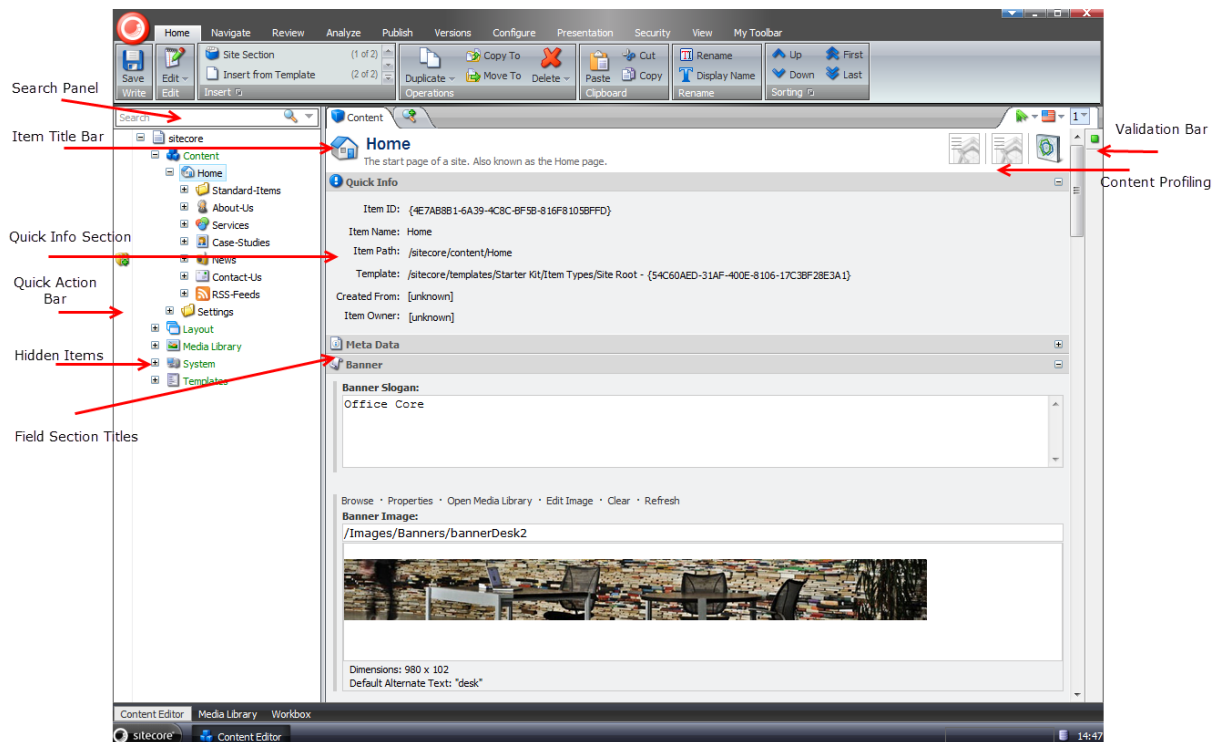 Home Navigate Review Analyze Publish Versions Configure Presentation Security View My Toolbar
Save
Write
Edit
Edit
Site Section (1 of 2)
Insert from Template (2 of 2)
Insert
Duplicate
Copy To
Move To
Delete
Operations
Paste
Cut
Copy
Clipboard
Rename
Display Name
Rename
Up First
Down Last
Sorting
Search Panel
Item Title Bar
Quick Info Section
Quick Action
Bar
Hidden Items
Field Section Titles
Validation Bar
Content Profiling
Search
sitecore
Content
Home
Standard-Items
About-Us
Services
Case-Studies
News
Contact-Us
RSS-Feeds
Settings
Layout
Media Library
System
Templates
Content
1
Home
The start page of a site. Also known as the Home page.
Quick Info
Item ID: {4E7AB8B1-6A39-4C8C-BF5B-816F8105BFFD}
Item Name: Home
Item Path: /sitecore/content/Home
Template: /sitecore/templates/Starter Kit/Item Types/Site Root - {54C60AED-31AF-400E-8106-17C3BF28E3A1}
Created From: [unknown]
Item Owner: [unknown]
Meta Data
Banner
Banner Slogan:
Office Core
Browse · Properties · Open Media Library · Edit Image · Clear · Refresh
Banner Image:
/Images/Banners/bannerDesk2
Dimensions: 980 x 102
Default Alternate Text: "desk"
Content Editor Media Library Workbox
sitecore Content Editor 14:47